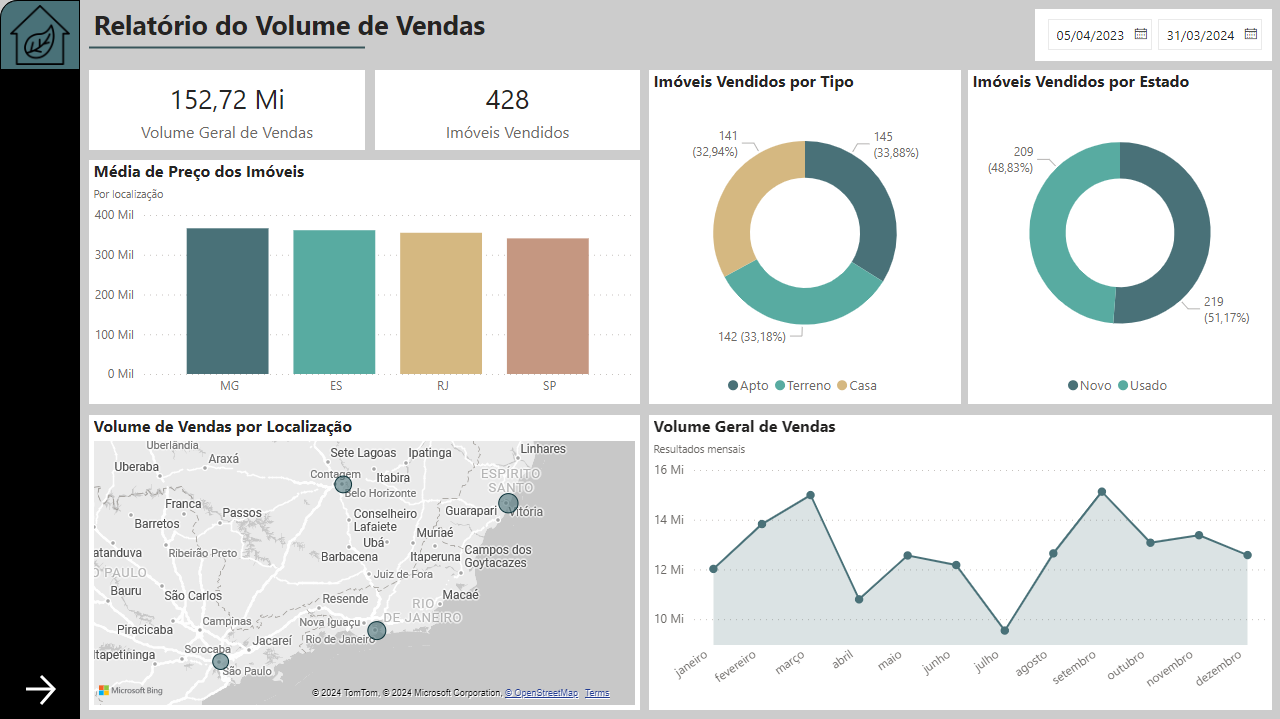 Relatório do Volume de Vendas
05/04/2023
31/03/2024
152,72 Mi
Volume Geral de Vendas
428
Imóveis Vendidos
Média de Preço dos Imóveis
Por localização
400 Mil
300 Mil
200 Mil
100 Mil
0 Mil
MG
ES
RJ
SP
Imóveis Vendidos por Tipo
141
(32,94%)
145
(33,88%)
142 (33,18%)
Apto
Terreno
Casa
Imóveis Vendidos por Estado
209
(48,83%)
219
(51,17%)
Novo
Usado
Volume de Vendas por Localização
Uberlândia
Araxá
Uberaba
Sete Lagoas
Ipatinga
Linhares
Contagem
Itabira
Belo Horizonte
ESPÍRITO
SANTO
Franca
Passos
Barretos
Conselheiro
Lafaiete
Guarapari
Vitória
Ubá
Muriaé
atanduva
Ribeirão Preto
Barbacena
Itaperuna
Campos dos
Goytacazes
O PAULO
Juiz de Fora
Bauru
São Carlos
Resende
Macaé
RIO
DE JANEIRO
Piracicaba
Campinas
Nova Iguaçu
Jacareí
Rio de Janeiro
Itapetininga
Sorocaba
São Paulo
Microsoft Bing
© 2024 TomTom, © 2024 Microsoft Corporation, © OpenStreetMap Terms
Volume Geral de Vendas
Resultados mensais
16 Mi
14 Mi
12 Mi
10 Mi
janeiro
fevereiro
março
abril
maio
junho
julho
agosto
setembro
outubro
novembro
dezembro